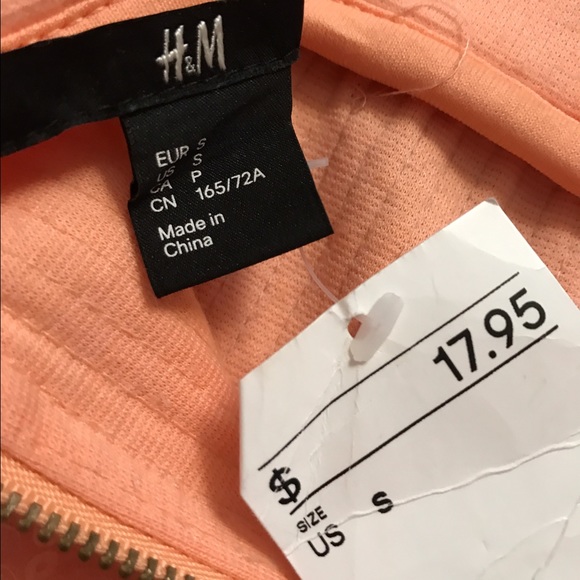 H&M
EUR S
US S
CA P
CN 165/72A
Made in
China
$ 17.95
SIZE
US S